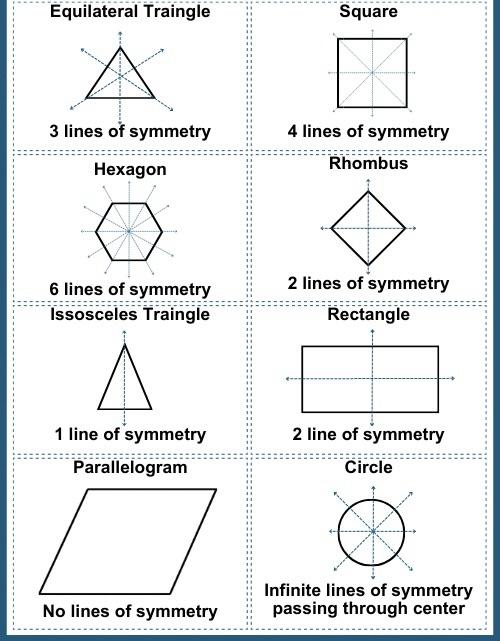 Equilateral Traingle
Square
3 lines of symmetry
4 lines of symmetry
Hexagon
Rhombus
6 lines of symmetry
2 lines of symmetry
Issosceles Traingle
Rectangle
1 line of symmetry
2 line of symmetry
Parallelogram
Circle
No lines of symmetry
Infinite lines of symmetry
passing through center